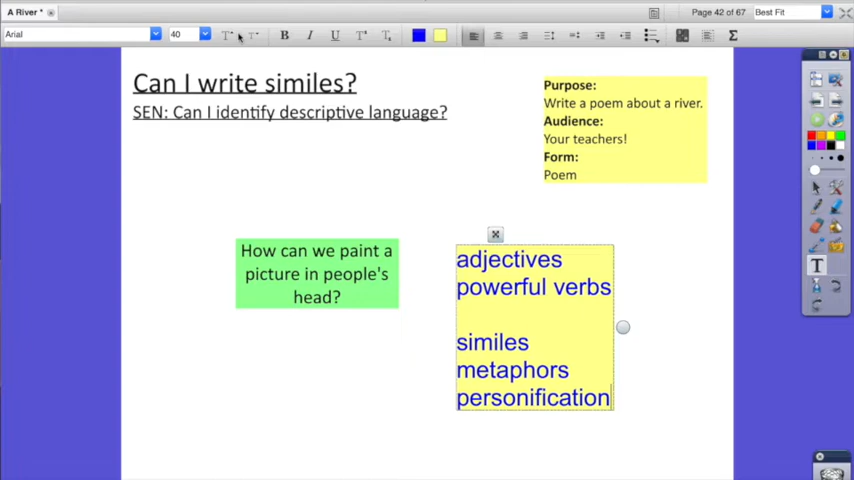 A River *
Page 42 of 67
Best Fit
Arial
40
Can I write similes?
SEN: Can I identify descriptive language?
Purpose:
Write a poem about a river.
Audience:
Your teachers!
Form:
Poem
How can we paint a
picture in people's
head?
adjectives
powerful verbs
similes
metaphors
personification